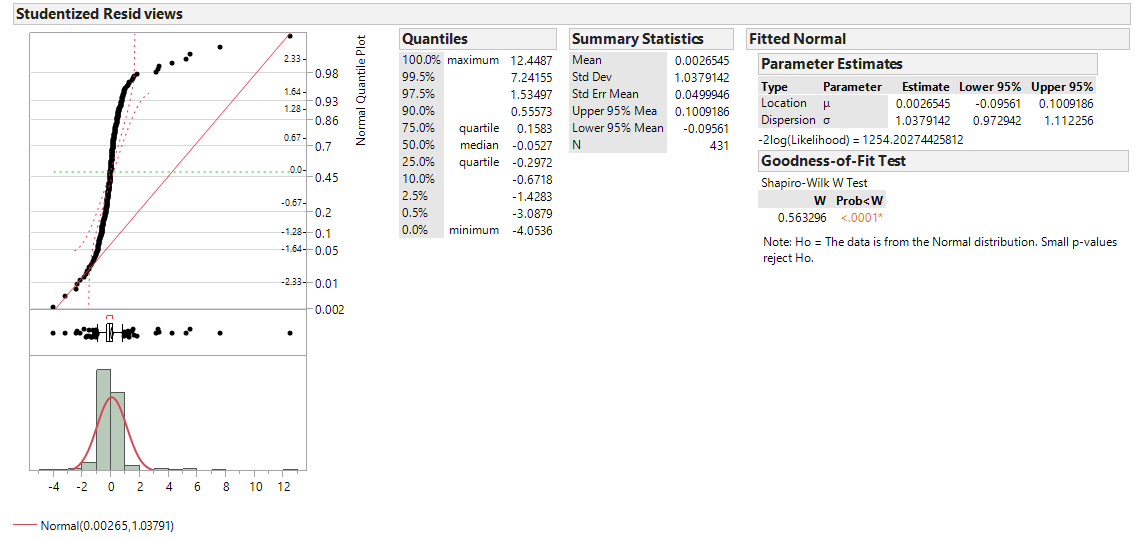 Studentized Resid views
Normal Quantile Plot
2.33
1.64
1.28
0.67
0.0
-0.67
-1.28
-1.64
-2.33
0.98
0.93
0.86
0.7
0.45
0.2
0.1
0.05
0.01
0.002
-4 -2 0 2 4 6 8 10 12
Normal(0.00265,1.03791)
Quantiles
100.0% maximum 12.4487
99.5% 7.24155
97.5% 1.53497
90.0% 0.55573
75.0% quartile 0.1583
50.0% median -0.0527
25.0% quartile -0.2972
10.0% -0.6718
2.5% -1.4283
0.5% -3.0879
0.0% minimum -4.0536
Summary Statistics
Mean 0.0026545
Std Dev 1.0379142
Std Err Mean 0.0499946
Upper 95% Mea 0.1009186
Lower 95% Mean -0.09561
N 431
Fitted Normal
Parameter Estimates
Type Parameter Estimate Lower 95% Upper 95%
Location μ 0.0026545 -0.09561 0.1009186
Dispersion σ 1.0379142 0.972942 1.112256
-2log(Likelihood) = 1254.20274425812
Goodness-of-Fit Test
Shapiro-Wilk W Test
W Prob<W
0.563296 <.0001*
Note: Ho = The data is from the Normal distribution. Small p-values
reject Ho.